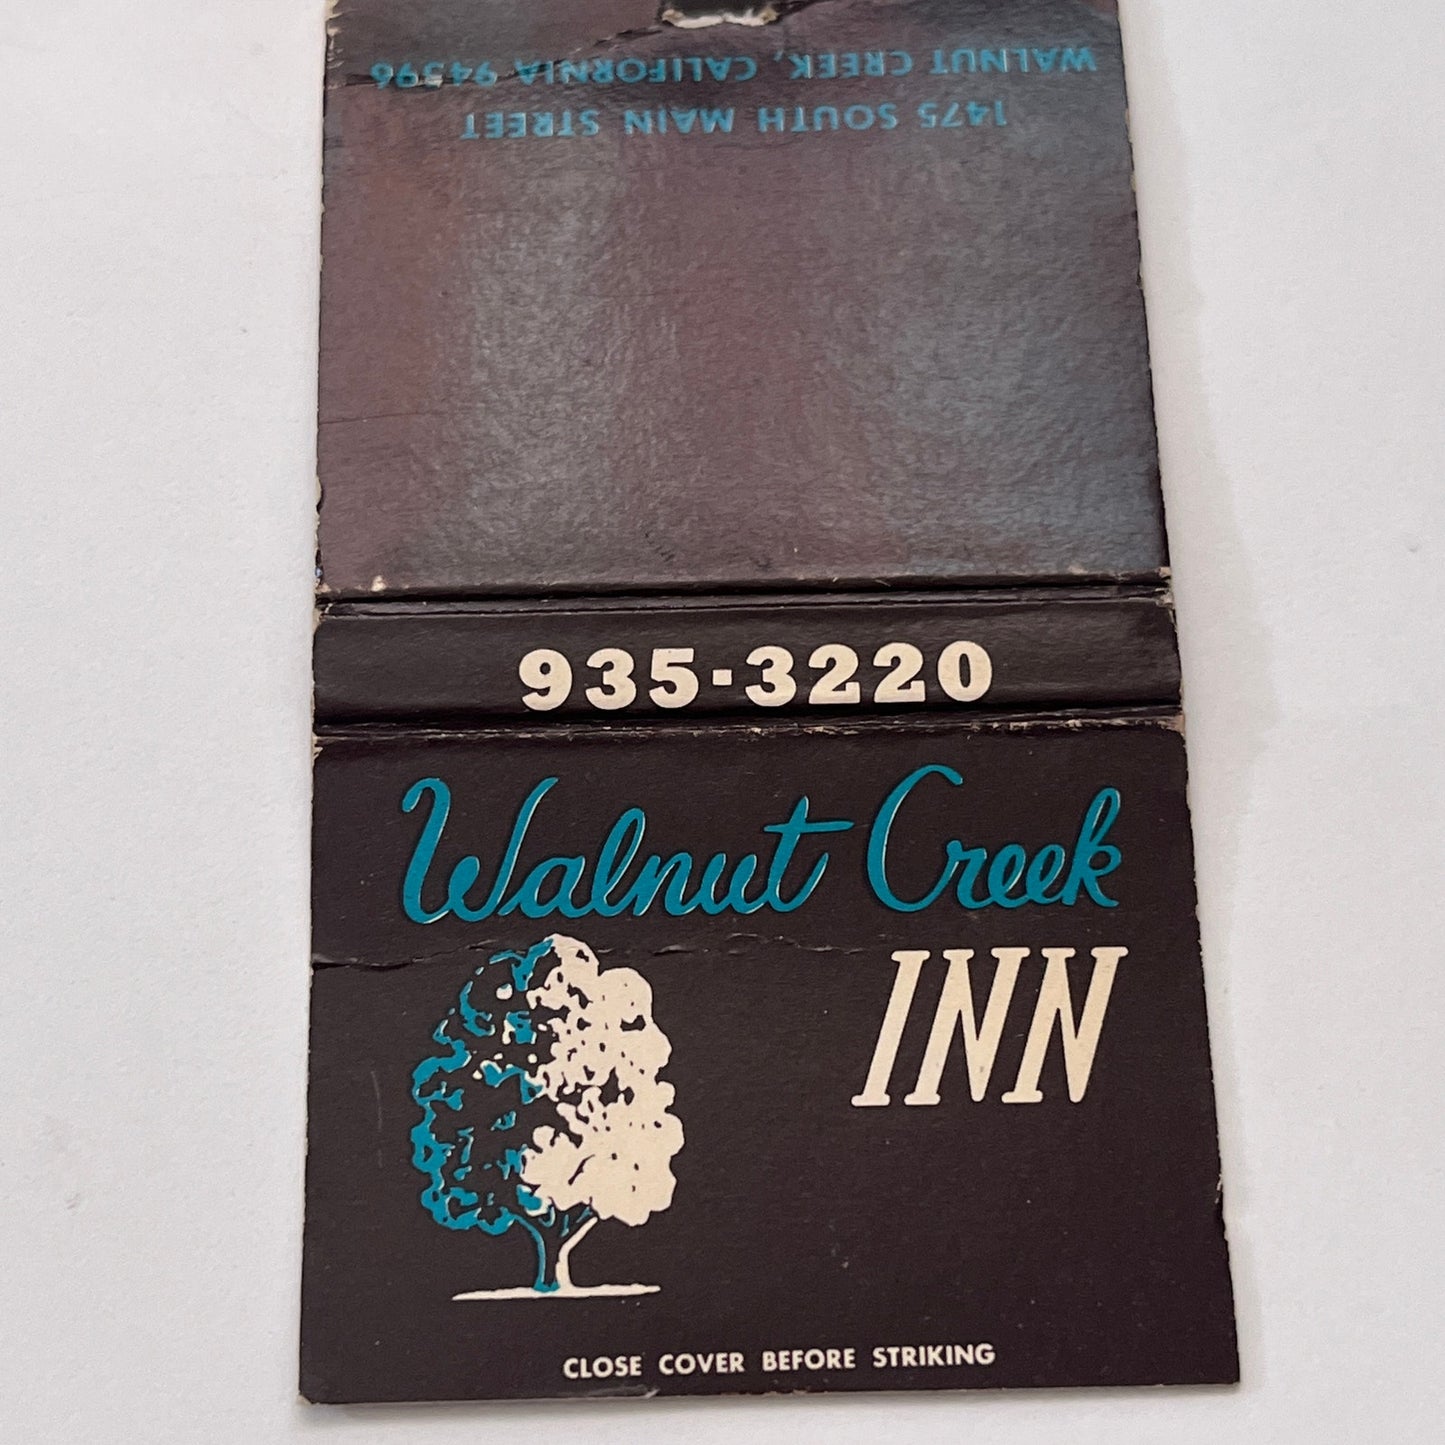 1475 SOUTH MAIN STREET
WALNUT CREEK, CALIFORNIA 94596
935-3220
Walnut Creek
INN
CLOSE COVER BEFORE STRIKING